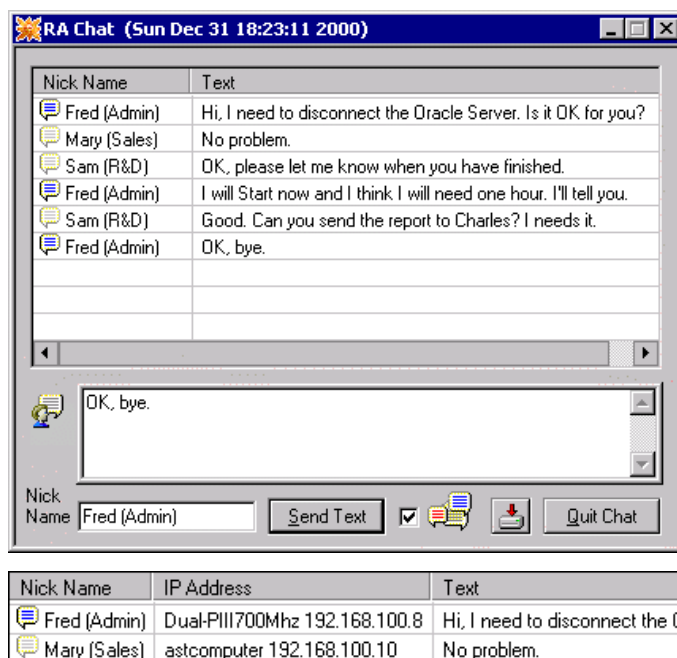 RA Chat (Sun Dec 31 18:23:11 2000)
Nick Name Text
Fred (Admin) Hi, I need to disconnect the Oracle Server. Is it OK for you?
Mary (Sales) No problem.
Sam (R&D) OK, please let me know when you have finished.
Fred (Admin) I will Start now and I think I will need one hour. I'll tell you.
Sam (R&D) Good. Can you send the report to Charles? I needs it.
Fred (Admin) OK, bye.
OK, bye.
Nick
Name Fred (Admin) Send Text Quit Chat
Nick Name IP Address Text
Fred (Admin) Dual-PIII700Mhz 192.168.100.8 Hi, I need to disconnect the
Mary (Sales) astcomputer 192.168.100.10 No problem.